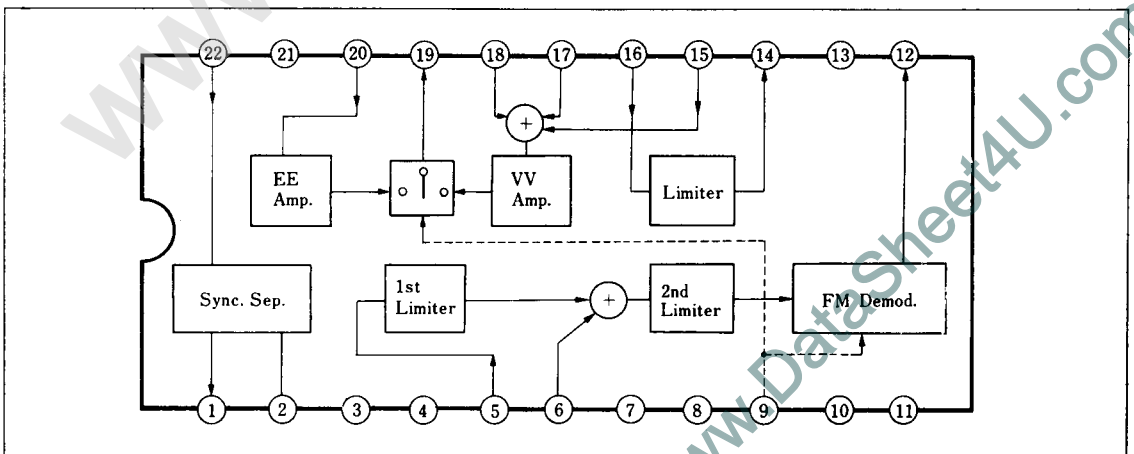 22 21 20 19 18 17 16 15 14 13 12
+
EE
Amp.
VV
Amp.
Limiter
Sync. Sep.
1st
Limiter
+
2nd
Limiter
FM Demod.
1 2 3 4 5 6 7 8 9 10 11
www.DataSheet4U.com